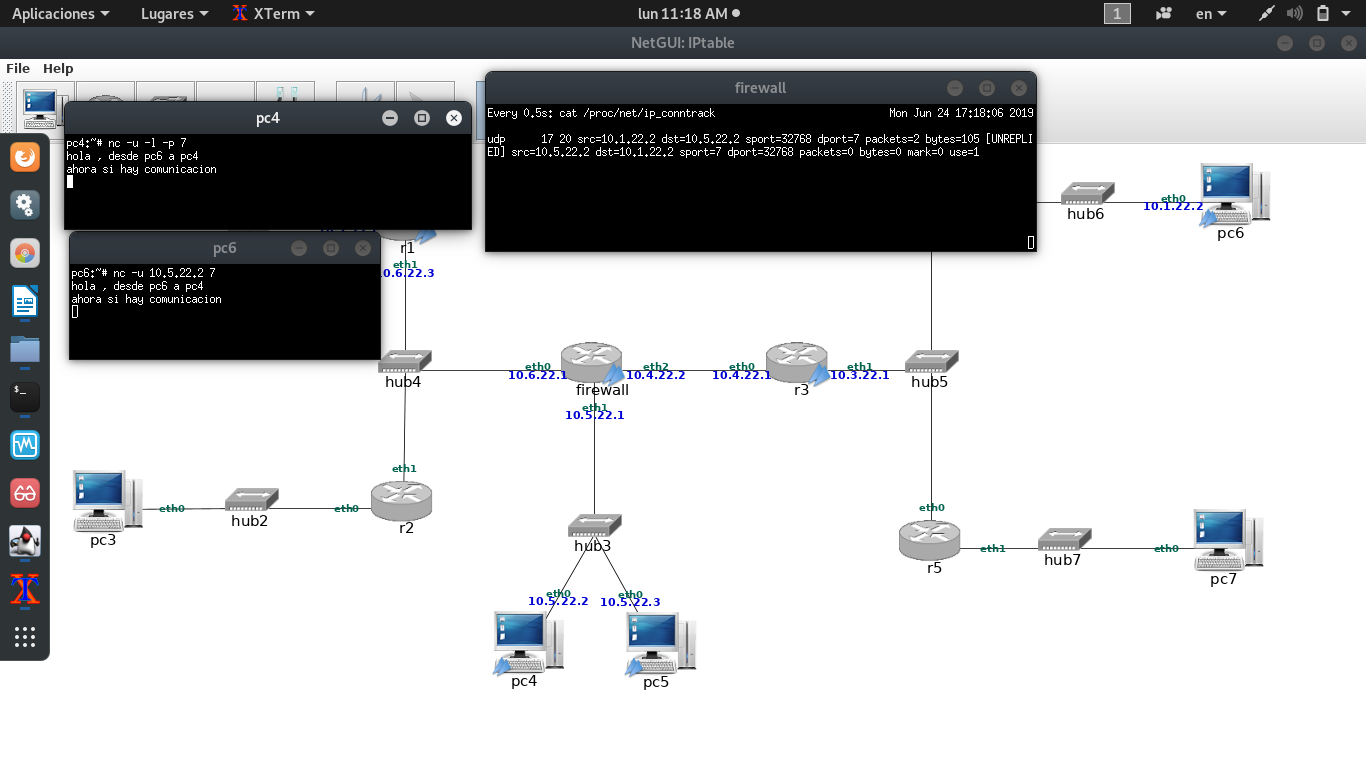 Aplicaciones
Lugares
XTerm
lun 11:18 AM
1
en
NetGUI: IPtable
File Help
pc4
pc4:~# nc -u -l -p 7
hola , desde pc6 a pc4
ahora si hay comunicacion
firewall
Every 0.5s: cat /proc/net/ip_conntrack Mon Jun 24 17:18:06 2019
udp 17 20 src=10.1.22.2 dst=10.5.22.2 sport=32768 dport=7 packets=2 bytes=105 [UNREPLI
ED] src=10.5.22.2 dst=10.1.22.2 sport=7 dport=32768 packets=0 bytes=0 mark=0 use=1
pc6
pc6:~# nc -u 10.5.22.2 7
hola , desde pc6 a pc4
ahora si hay comunicacion
hub6
eth0
10.1.22.2
pc6
r1
eth1
0.6.22.3
hub4
eth0
10.6.22.1
firewall
eth2
10.4.22.2
eth0
10.4.22.1
r3
eth1
10.3.22.1
hub5
eth1
10.5.22.1
pc3
eth0
hub2
eth0
eth1
r2
hub3
eth0
r5
eth1
hub7
eth0
pc7
eth0
10.5.22.2
eth0
10.5.22.3
pc4
pc5